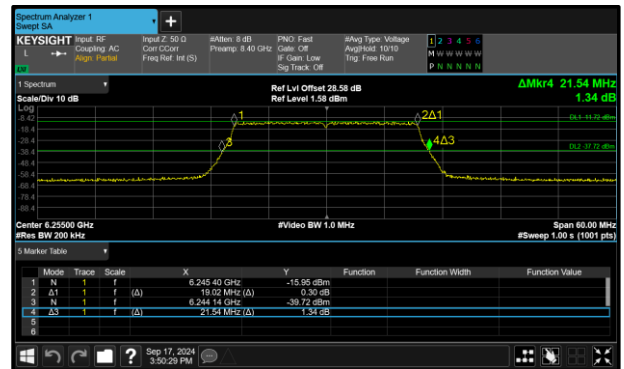 Spectrum Analyzer 1
Swept SA
+
KEYSIGHT Input: RF Input Z: 50 Ω #Atten: 8 dB PNO: Fast #Avg Type: Voltage 1 2 3 4 5 6
L Coupling: AC Corr CCorr Preamp: 8.40 GHz Gate: Off Avg|Hold: 10/10 M W W W W W
Align: Partial Freq Ref: Int (S) IF Gain: Low Trig: Free Run
Sig Track: Off P N N N N N
1 Spectrum Ref Lvl Offset 28.58 dB ΔMkr4 21.54 MHz
Scale/Div 10 dB Ref Level 1.58 dBm 1.34 dB
Log
-8.42 1 2Δ1 DL1 -11.72 dBm
-18.4
-28.4 3 4Δ3
-38.4 DL2 -37.72 dBm
-48.4
-58.4
-68.4
-78.4
-88.4
Center 6.25500 GHz #Video BW 1.0 MHz Span 60.00 MHz
#Res BW 200 kHz #Sweep 1.00 s (1001 pts)
5 Marker Table
Mode Trace Scale X Y Function Function Width Function Value
1 N 1 f 6.245 40 GHz -15.95 dBm
2 Δ1 1 f (Δ) 19.02 MHz (Δ) 0.30 dB
3 N 1 f 6.244 14 GHz -39.72 dBm
4 Δ3 1 f (Δ) 21.54 MHz (Δ) 1.34 dB
5
6
? Sep 17, 2024
3:50:29 PM